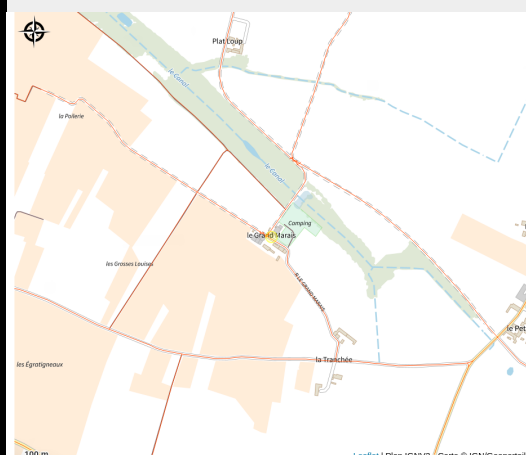 Plat Loup
le Canal
la Pollerie
le Canal
Camping
le Grand Marais
les Grosses Louises
R LE GRAND MARAIS
le Pet
la Tranchée
les Égratigneaux
100 m
Leaflet | Plan IGNV2 - Carte © IGN/Geoportail